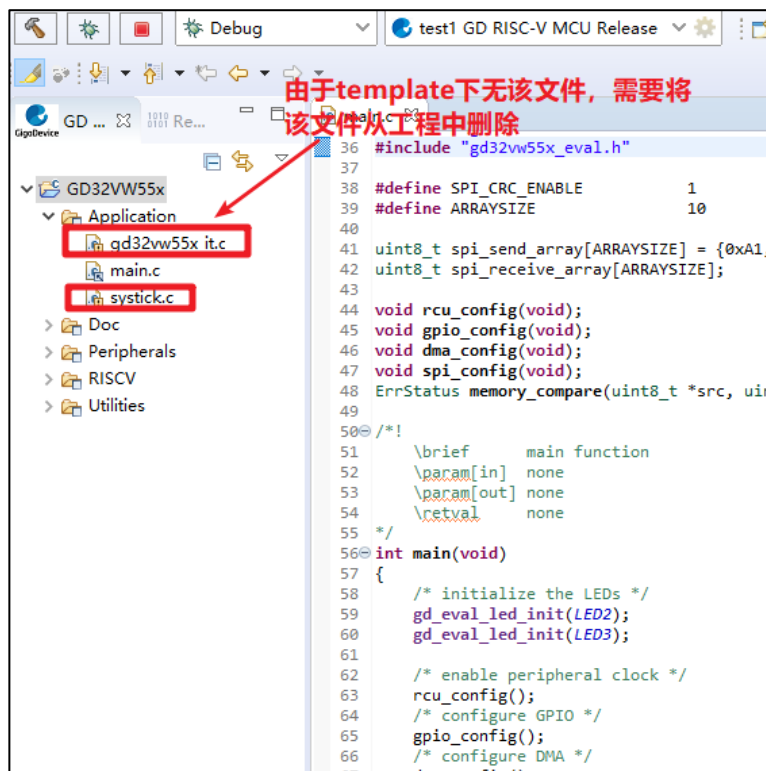 Debug
test1 GD RISC-V MCU Release
GigaDevice
GD ...
1010
0101
Re...
main.c
由于template下无该文件，需要将
该文件从工程中删除
GD32VW55x
Application
gd32vw55x_it.c
main.c
systick.c
Doc
Peripherals
RISCV
Utilities
36 #include "gd32vw55x_eval.h"
37
38 #define SPI_CRC_ENABLE 1
39 #define ARRAYSIZE 10
40
41 uint8_t spi_send_array[ARRAYSIZE] = {0xA1,
42 uint8_t spi_receive_array[ARRAYSIZE];
43
44 void rcu_config(void);
45 void gpio_config(void);
46 void dma_config(void);
47 void spi_config(void);
48 ErrStatus memory_compare(uint8_t *src, uin
49
50 /*!
51 \brief main function
52 \param[in] none
53 \param[out] none
54 \retval none
55 */
56 int main(void)
57 {
58 /* initialize the LEDs */
59 gd_eval_led_init(LED2);
60 gd_eval_led_init(LED3);
61
62 /* enable peripheral clock */
63 rcu_config();
64 /* configure GPIO */
65 gpio_config();
66 /* configure DMA */